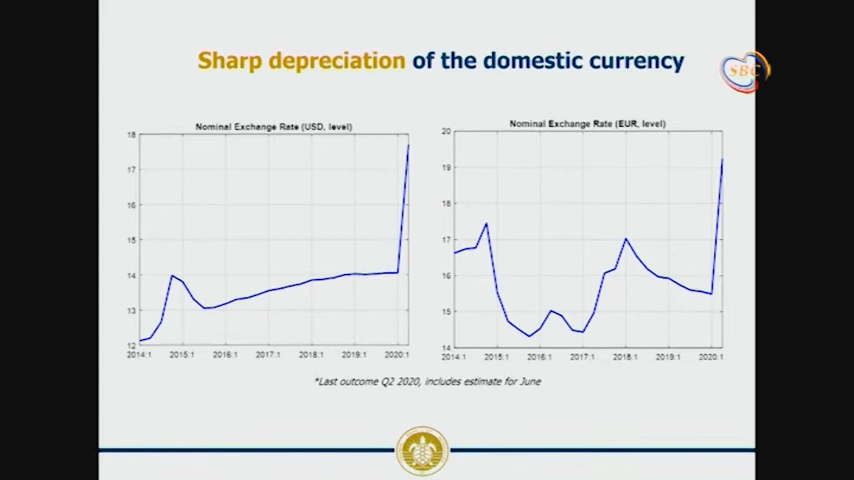 Sharp depreciation of the domestic currency
SBC
Nominal Exchange Rate (USD, level)
18
17
16
15
14
13
12
2014:1 2015:1 2016:1 2017:1 2018:1 2019:1 2020:1
Nominal Exchange Rate (EUR, level)
20
19
18
17
16
15
14
2014:1 2015:1 2016:1 2017:1 2018:1 2019:1 2020:1
*Last outcome Q2 2020, includes estimate for June